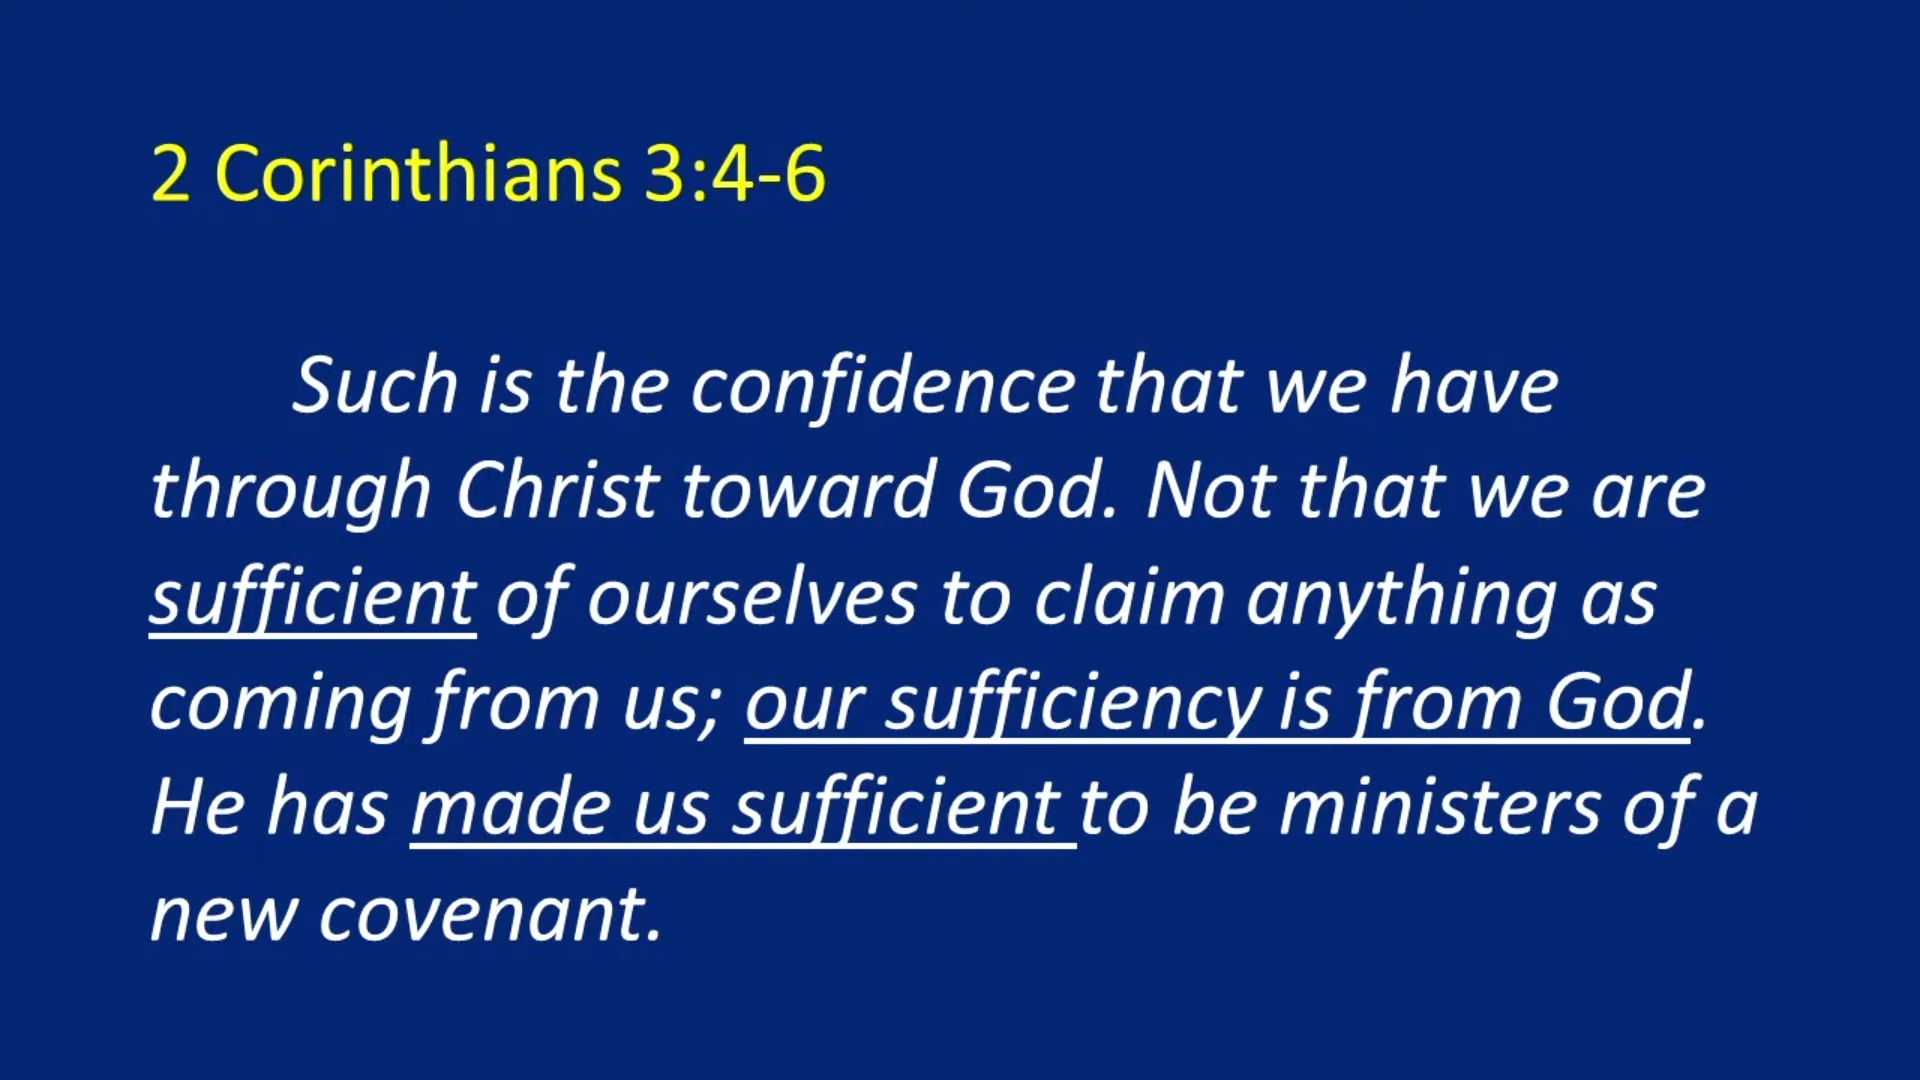 2 Corinthians 3:4-6
Such is the confidence that we have
through Christ toward God. Not that we are
sufficient of ourselves to claim anything as
coming from us; our sufficiency is from God.
He has made us sufficient to be ministers of a
new covenant.